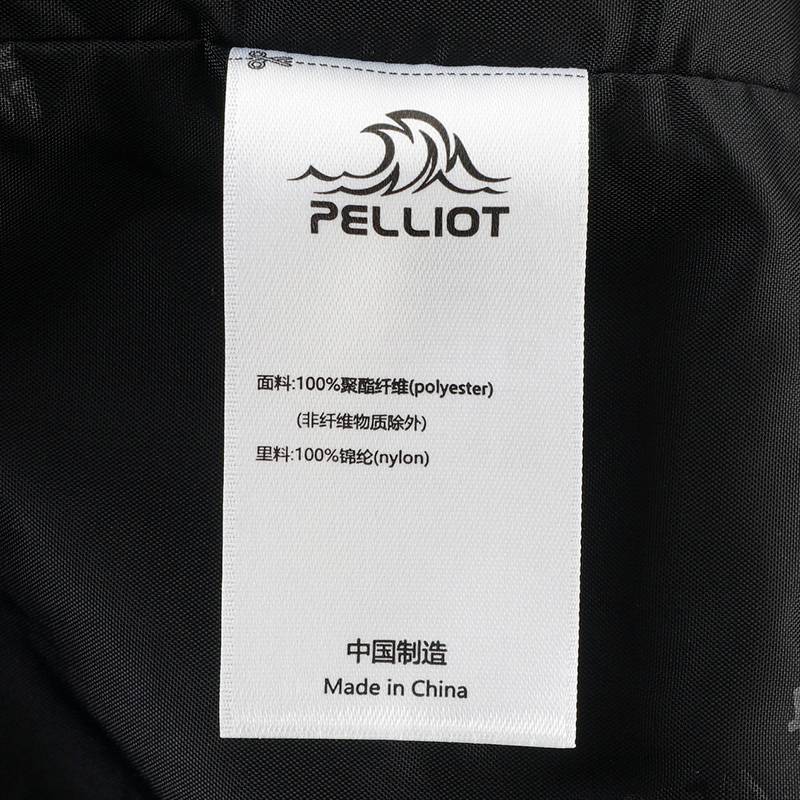 PELLIOT
面料:100%聚酯纤维(polyester)
(非纤维物质除外)
里料:100%锦纶(nylon)
中国制造
Made in China